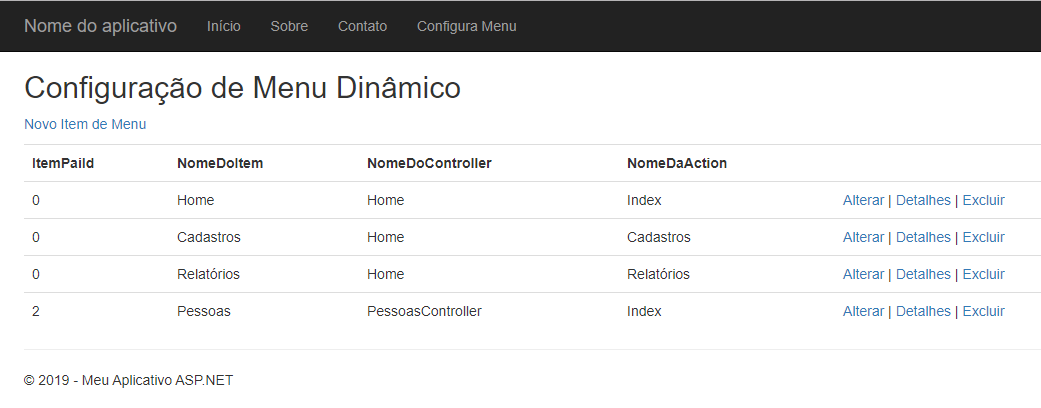 Nome do aplicativo Início Sobre Contato Configura Menu
Configuração de Menu Dinâmico
Novo Item de Menu
ItemPaiId NomeDoItem NomeDoController NomeDaAction
0 Home Home Index Alterar | Detalhes | Excluir
0 Cadastros Home Cadastros Alterar | Detalhes | Excluir
0 Relatórios Home Relatórios Alterar | Detalhes | Excluir
2 Pessoas PessoasController Index Alterar | Detalhes | Excluir
© 2019 - Meu Aplicativo ASP.NET